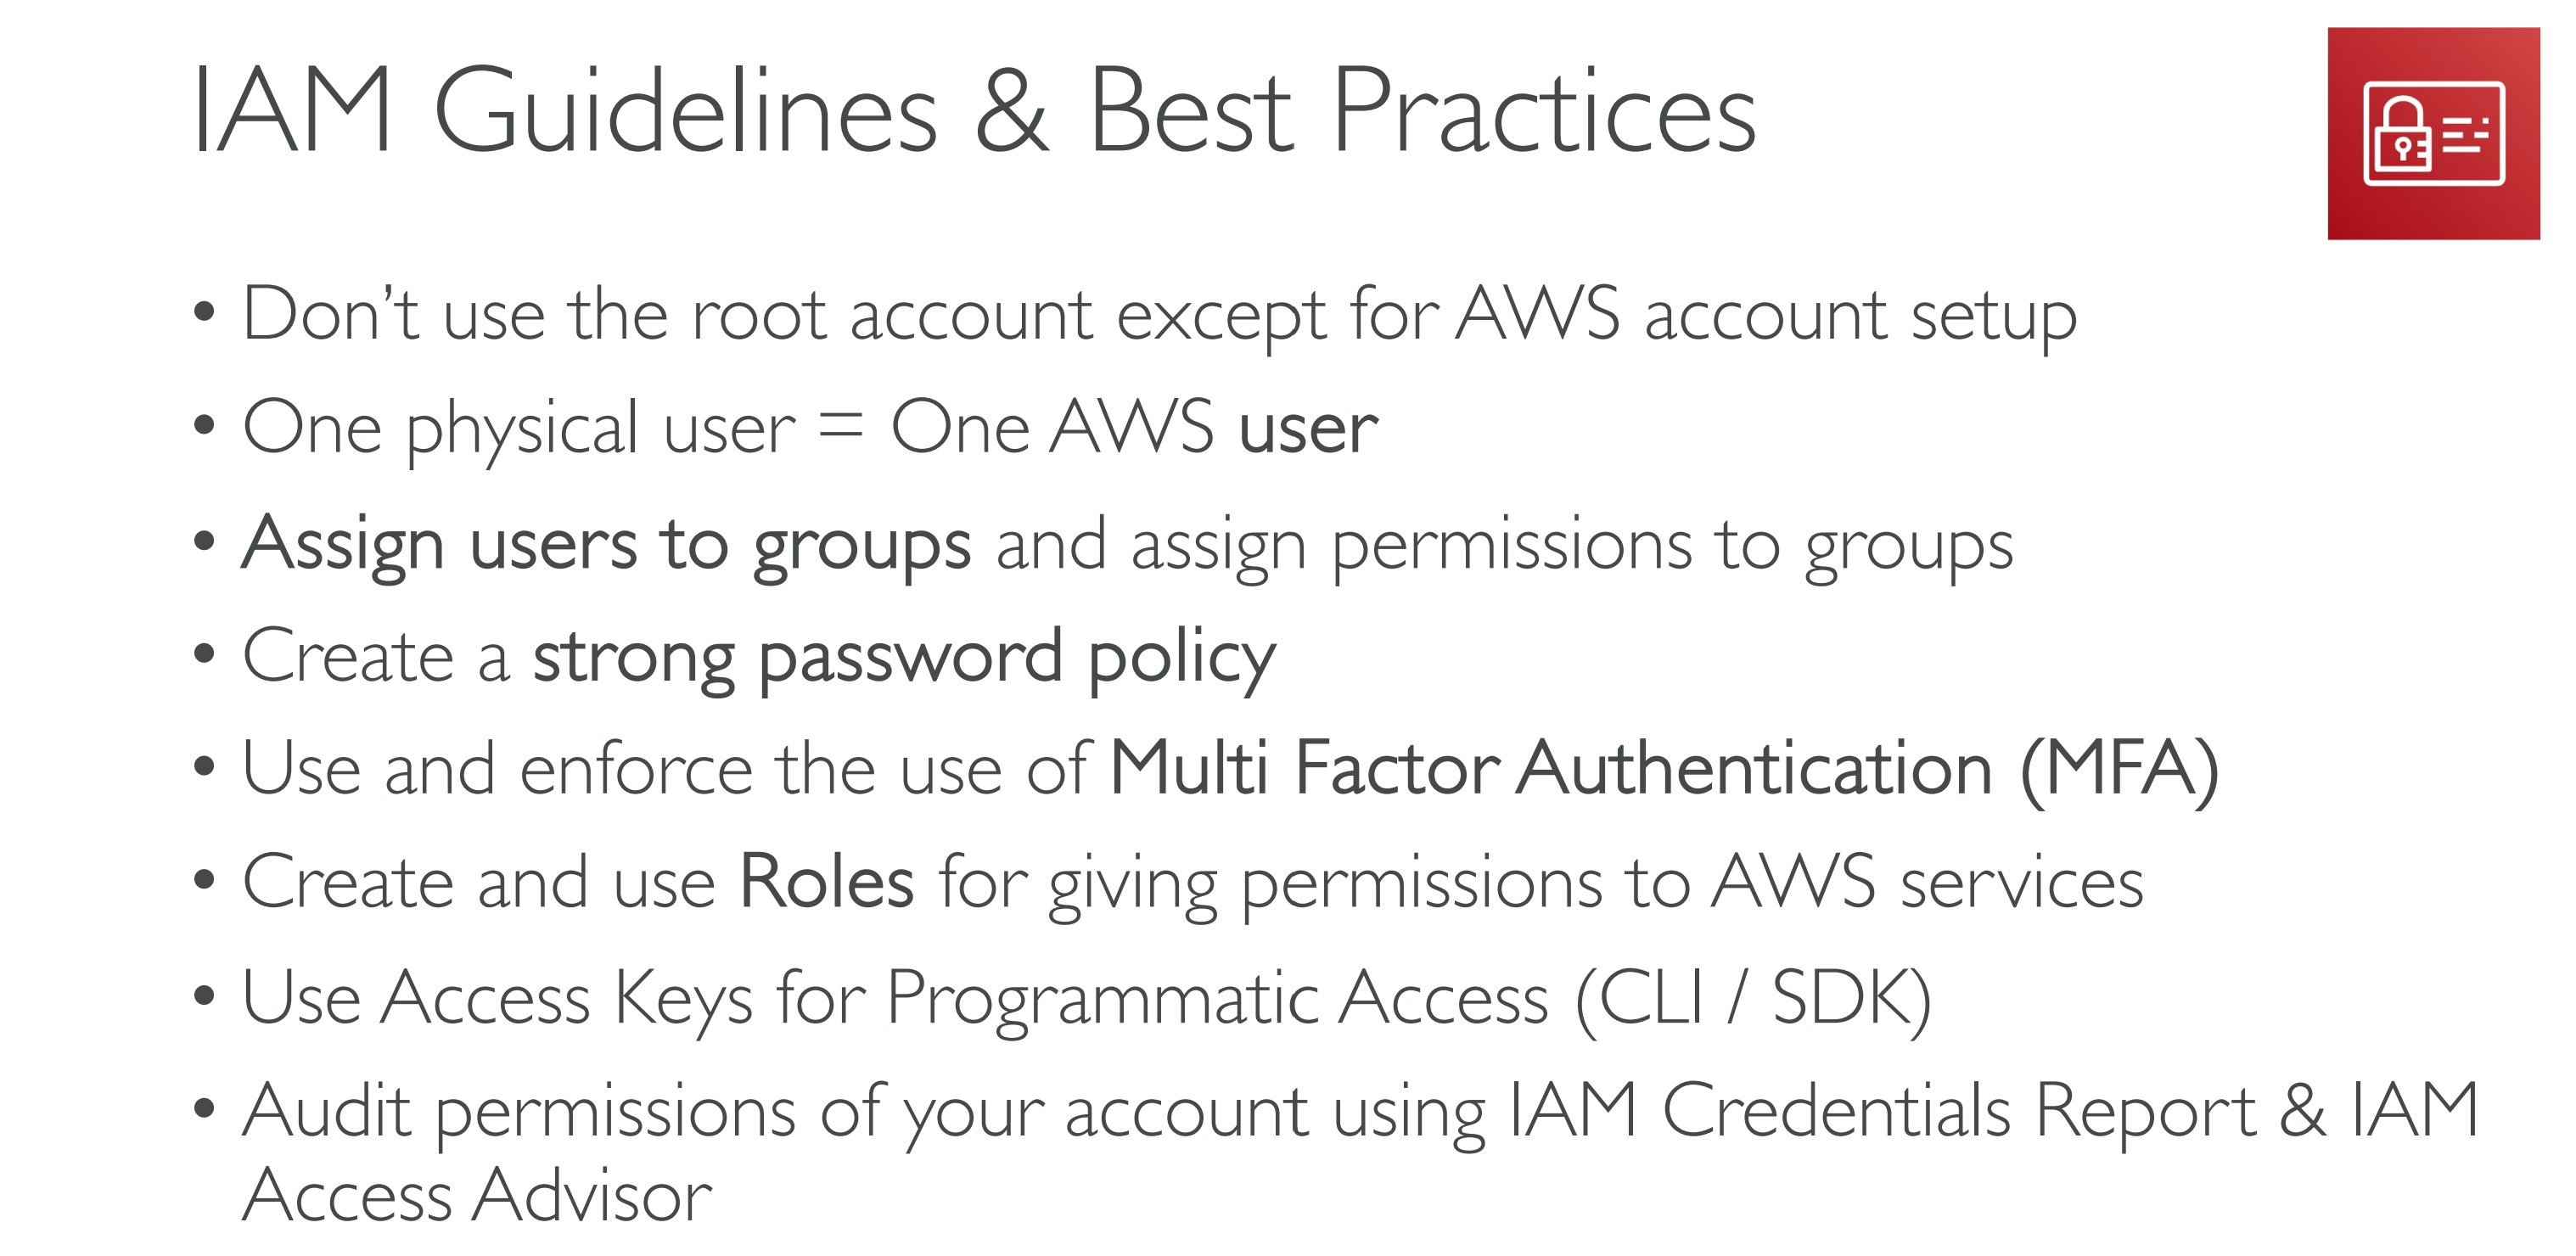 IAM Guidelines & Best Practices
• Don’t use the root account except for AWS account setup
• One physical user = One AWS user
• Assign users to groups and assign permissions to groups
• Create a strong password policy
• Use and enforce the use of Multi Factor Authentication (MFA)
• Create and use Roles for giving permissions to AWS services
• Use Access Keys for Programmatic Access (CLI / SDK)
• Audit permissions of your account using IAM Credentials Report & IAM
Access Advisor